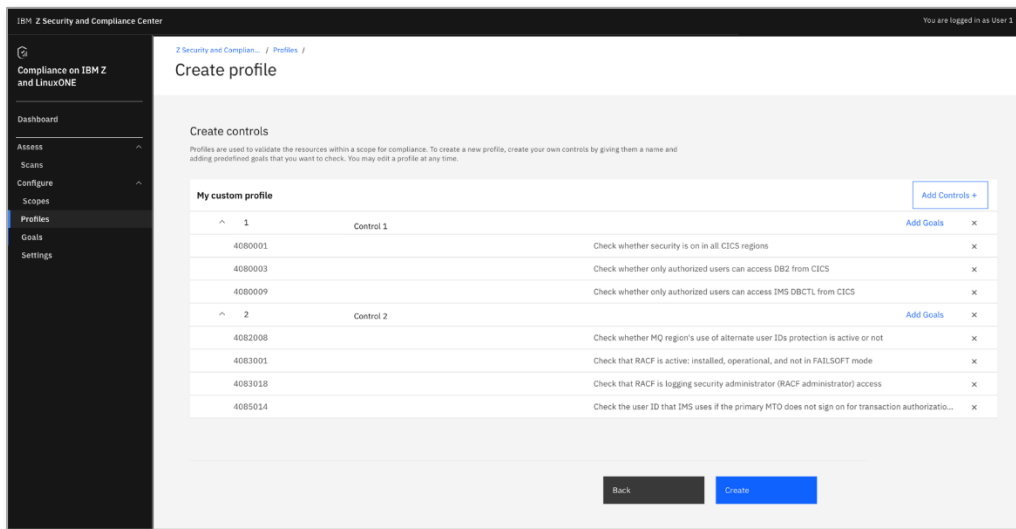 IBM Z Security and Compliance Center
You are logged in as User 1
Compliance on IBM Z
and LinuxONE
Dashboard
Assess
Scans
Configure
Scopes
Profiles
Goals
Settings
Z Security and Complian... / Profiles /
Create profile
Create controls
Profiles are used to validate the resources within a scope for compliance. To create a new profile, create your own controls by giving them a name and
adding predefined goals that you want to check. You may edit a profile at any time.
My custom profile
Add Controls +
1 Control 1 Add Goals ×
4080001 Check whether security is on in all CICS regions ×
4080003 Check whether only authorized users can access DB2 from CICS ×
4080009 Check whether only authorized users can access IMS DBCTL from CICS ×
2 Control 2 Add Goals ×
4082008 Check whether MQ region's use of alternate user IDs protection is active or not ×
4083001 Check that RACF is active: installed, operational, and not in FAILSOFT mode ×
4083018 Check that RACF is logging security administrator (RACF administrator) access ×
4085014 Check the user ID that IMS uses if the primary MTO does not sign on for transaction authorizatio... ×
Back
Create